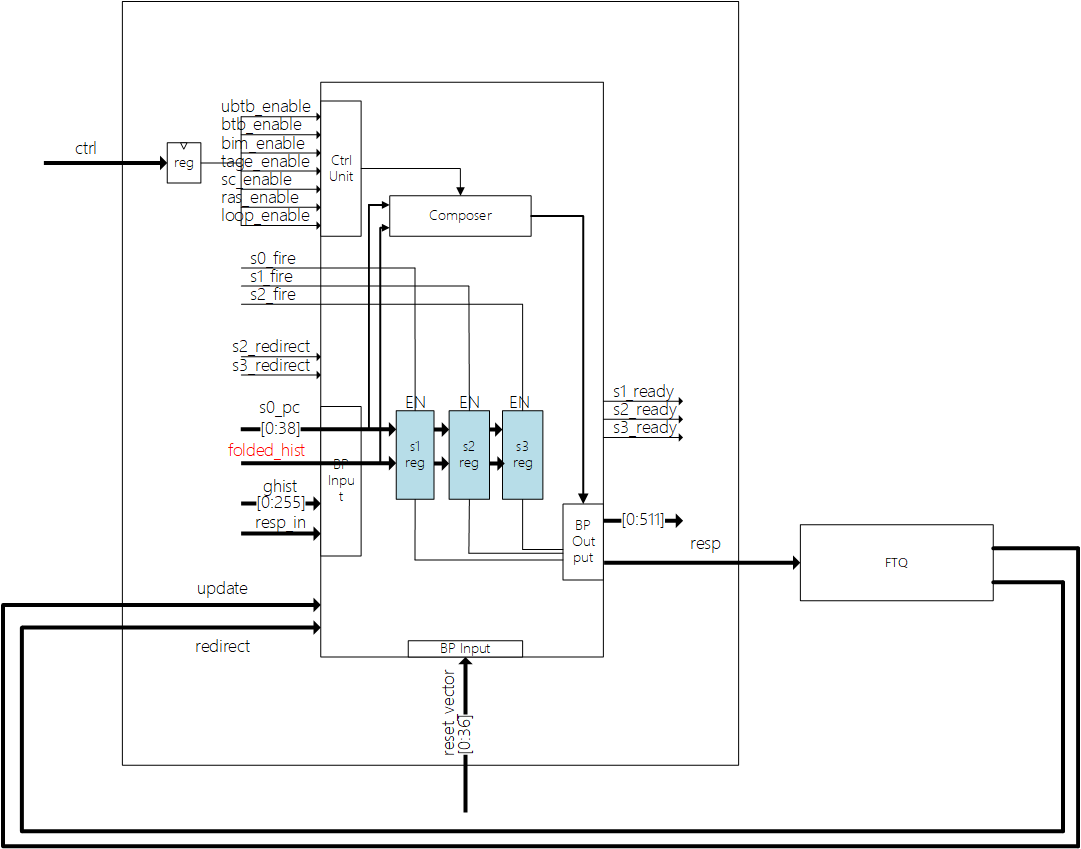 ubtb_enable
btb_enable
bim_enable
tage_enable
sc_enable
ras_enable
loop_enable
ctrl
reg
Ctrl
Unit
Composer
s0_fire
s1_fire
s2_fire
s2_redirect
s3_redirect
s0_pc
[0:38]
folded_hist
ghist
[0:255]
resp_in
BP
Inpu
t
EN
EN
EN
s1
reg
s2
reg
s3
reg
s1_ready
s2_ready
s3_ready
BP
Out
put
[0:511]
resp
FTQ
update
redirect
BP Input
reset_vector
[0:36]